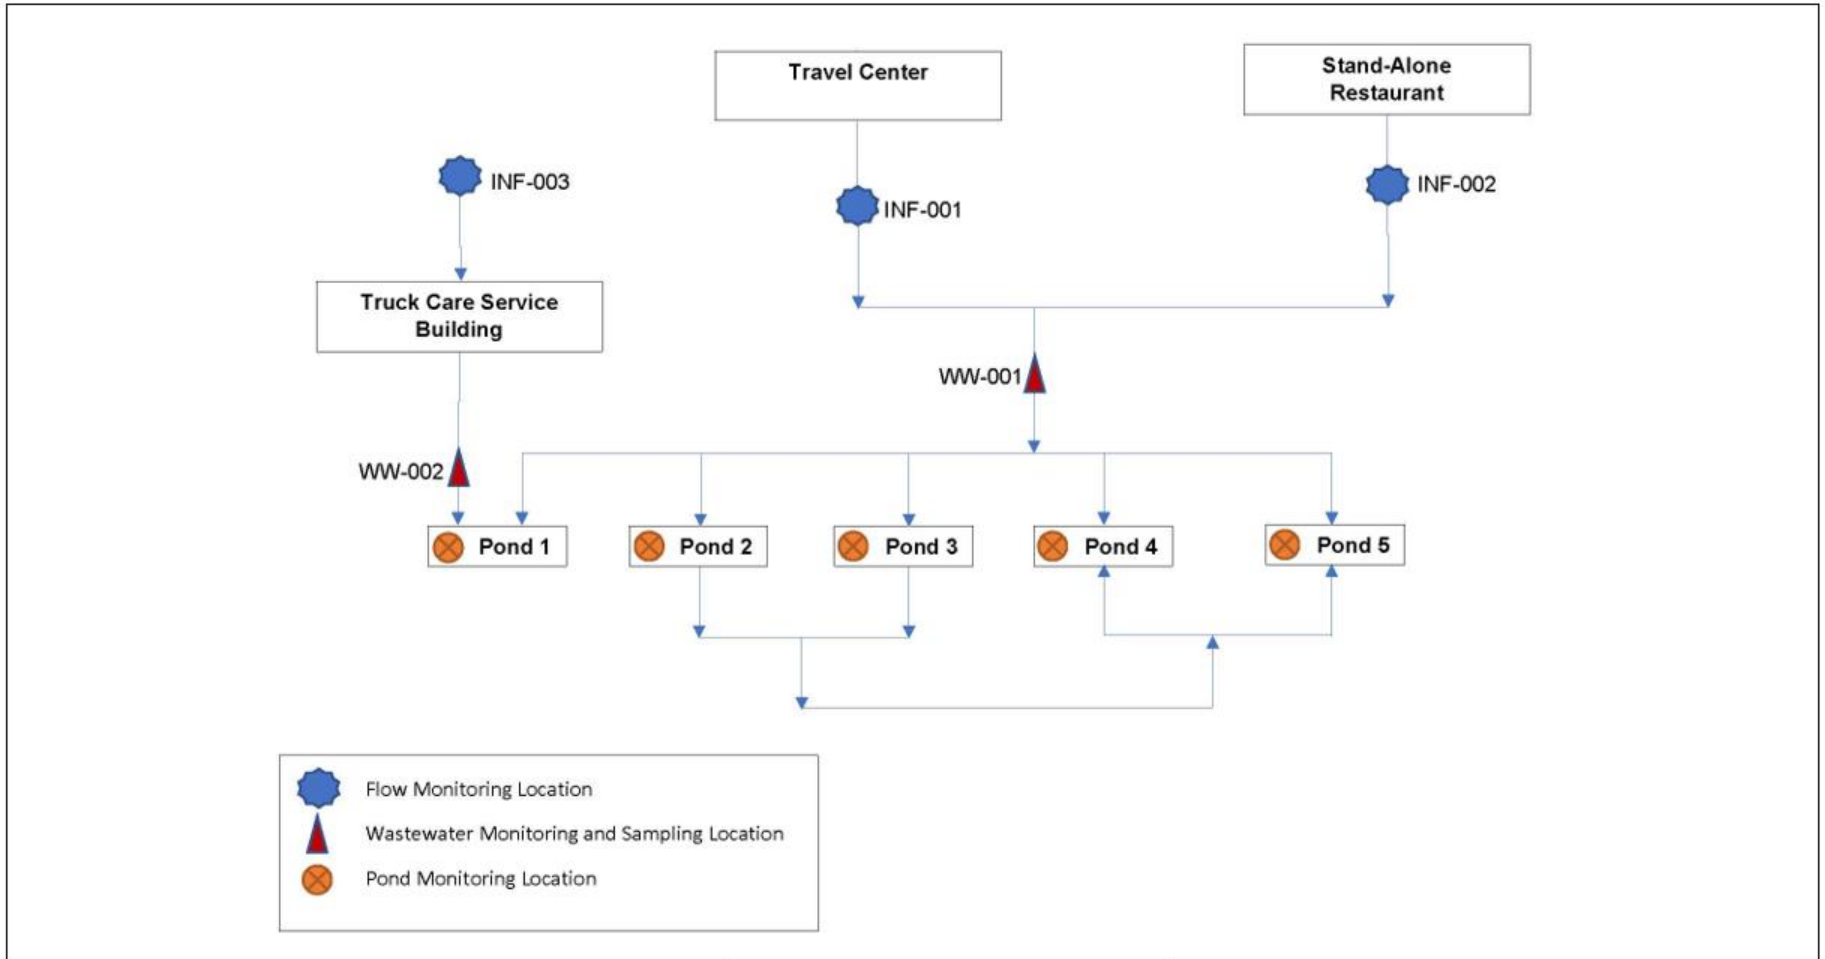 Travel Center
Stand-Alone
Restaurant
INF-003
INF-001
INF-002
Truck Care Service
Building
WW-001
WW-002
Pond 1
Pond 2
Pond 3
Pond 4
Pond 5
Flow Monitoring Location
Wastewater Monitoring and Sampling Location
Pond Monitoring Location